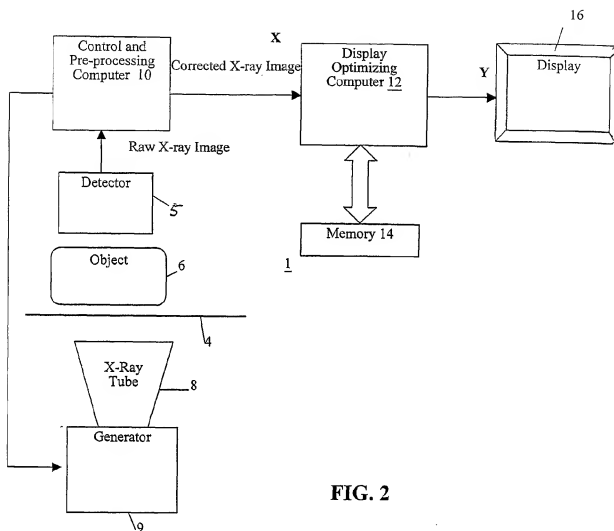 16
Control and
Pre-processing
Computer 10
X
Corrected X-ray Image
Display
Optimizing
Computer 12
Y
Display
Raw X-ray Image
Detector
5
Object
6
Memory 14
1
4
X-Ray
Tube
8
Generator
9
FIG. 2